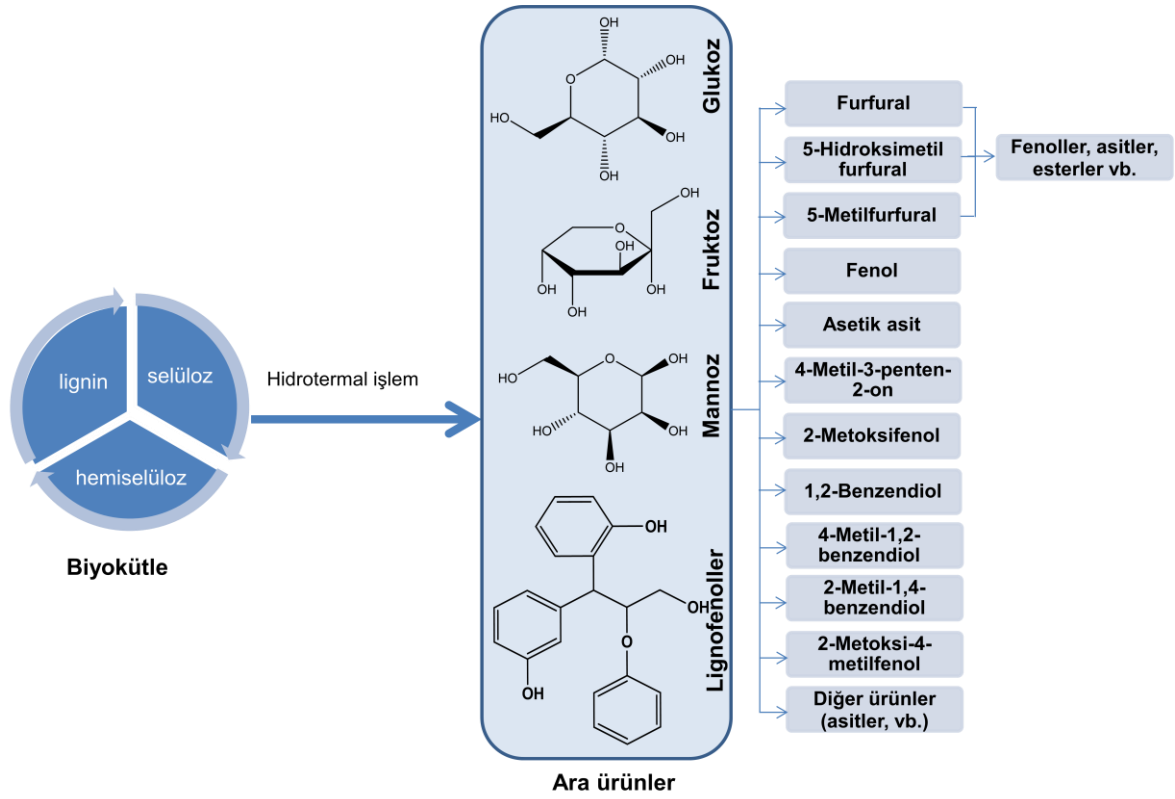 lignin
selüloz
hemiselüloz
Biyokütle
Hidrotermal işlem
OH
OH
O
HO
OH
OH
Glukoz
OH
O
OH
OH
OH
OH
Fruktoz
HO
O
OH
HO
OH
OH
Mannoz
OH
OH
O
OH
Lignofenoller
Ara ürünler
Furfural
5-Hidroksimetil
furfural
5-Metilfurfural
Fenol
Asetik asit
4-Metil-3-penten-
2-on
2-Metoksifenol
1,2-Benzendiol
4-Metil-1,2-
benzendiol
2-Metil-1,4-
benzendiol
2-Metoksi-4-
metilfenol
Diğer ürünler
(asitler, vb.)
Fenoller, asitler,
esterler vb.